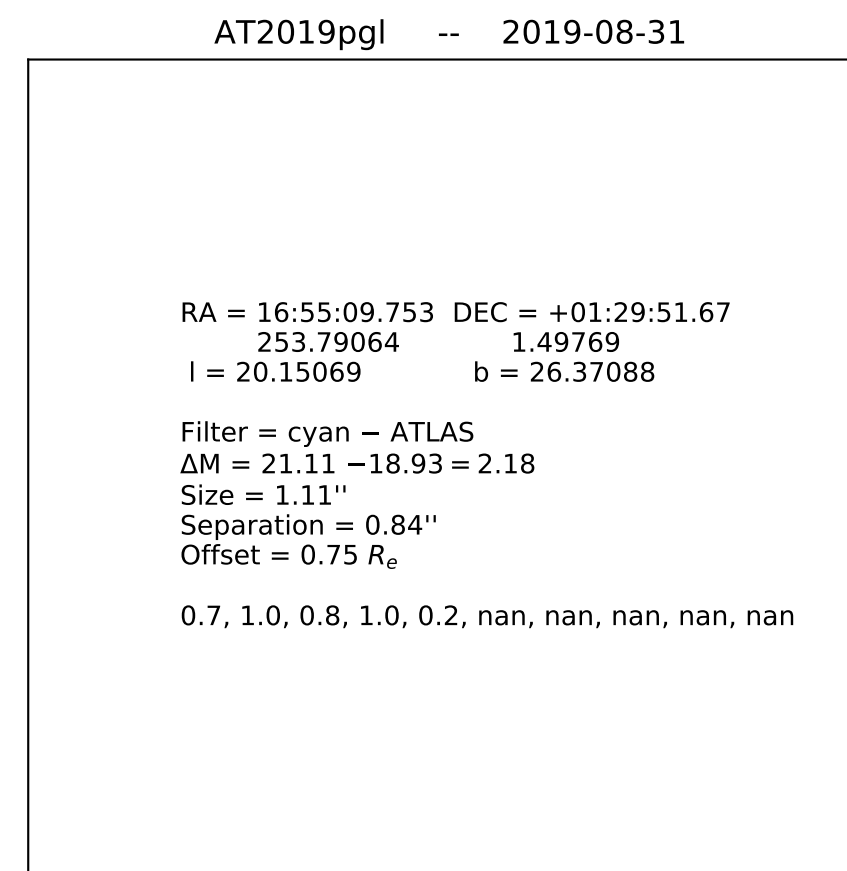 AT2019pgl -- 2019-08-31
RA = 16:55:09.753 DEC = +01:29:51.67
253.79064 1.49769
l = 20.15069 b = 26.37088
Filter = cyan − ATLAS
ΔM = 21.11 −18.93 = 2.18
Size = 1.11''
Separation = 0.84''
Offset = 0.75 Re
0.7, 1.0, 0.8, 1.0, 0.2, nan, nan, nan, nan, nan